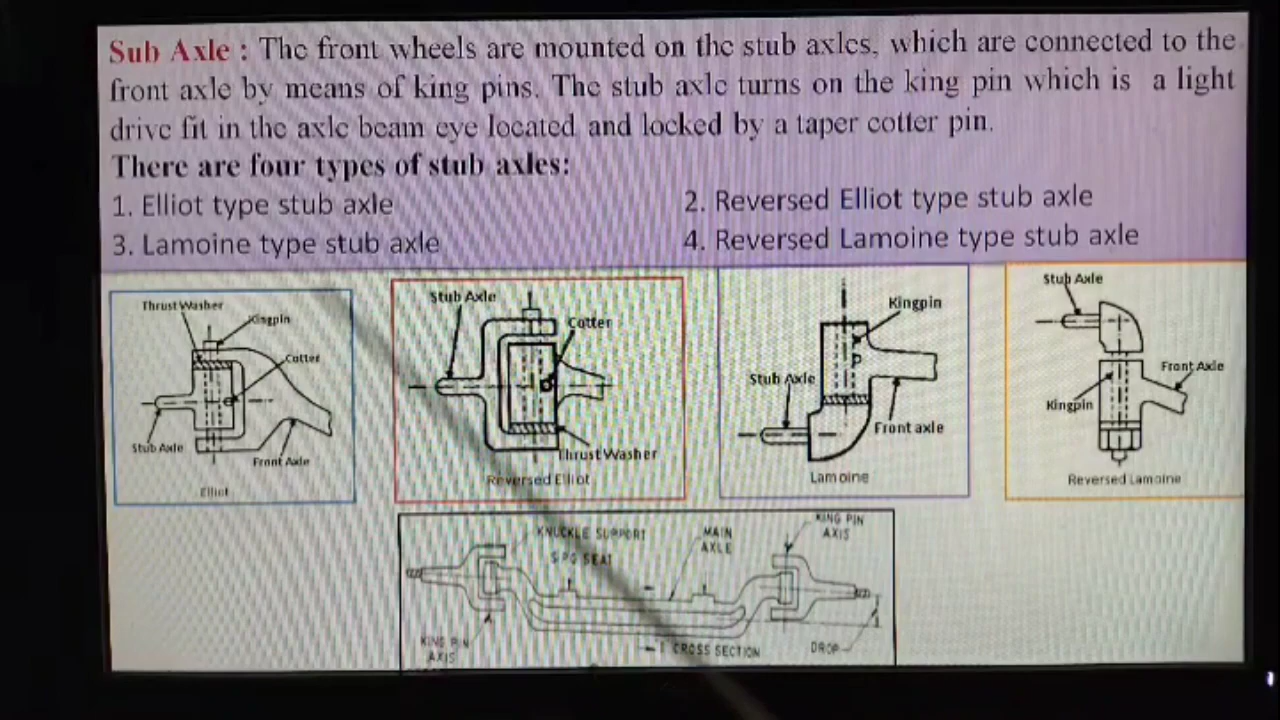 Sub Axle : The front wheels are mounted on the stub axles, which are connected to the
front axle by means of king pins. The stub axle turns on the king pin which is a light
drive fit in the axle beam eye located and locked by a taper cotter pin.
There are four types of stub axles:
1. Elliot type stub axle
2. Reversed Elliot type stub axle
3. Lamoine type stub axle
4. Reversed Lamoine type stub axle
Thrust Washer
Kingpin
Cotter
Stub Axle
Front Axle
Elliot
Stub Axle
Cotter
Thrust Washer
Reversed Elliot
Kingpin
Stub Axle
Front axle
Lamoine
Stub Axle
Front Axle
Kingpin
Reversed Lamoine
KNUCKLE SUPPORT
SPG SEAT
MAIN
AXLE
KING PIN
AXIS
KING PIN
AXIS
I CROSS SECTION
DROP